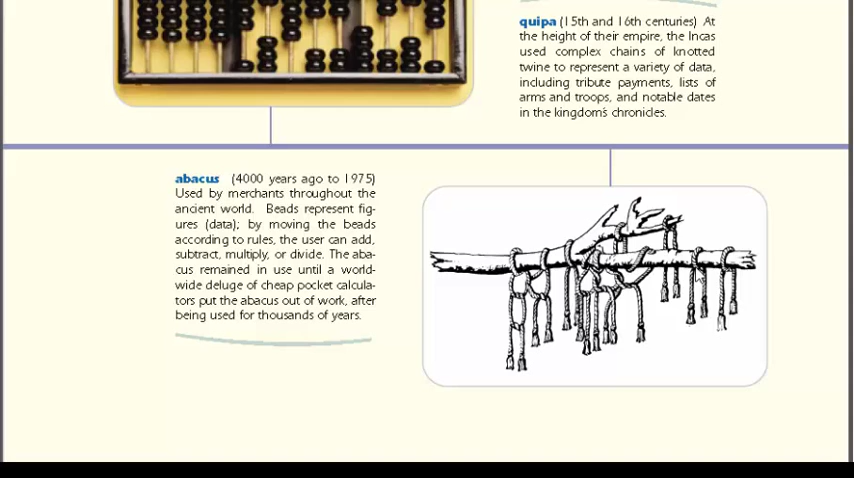 quipa (15th and 16th centuries) At
the height of their empire, the Incas
used complex chains of knotted
twine to represent a variety of data,
including tribute payments, lists of
arms and troops, and notable dates
in the kingdom's chronicles.
abacus (4000 years ago to 1975)
Used by merchants throughout the
ancient world. Beads represent fig-
ures (data); by moving the beads
according to rules, the user can add,
subtract, multiply, or divide. The aba-
cus remained in use until a world-
wide deluge of cheap pocket calcula-
tors put the abacus out of work, after
being used for thousands of years.